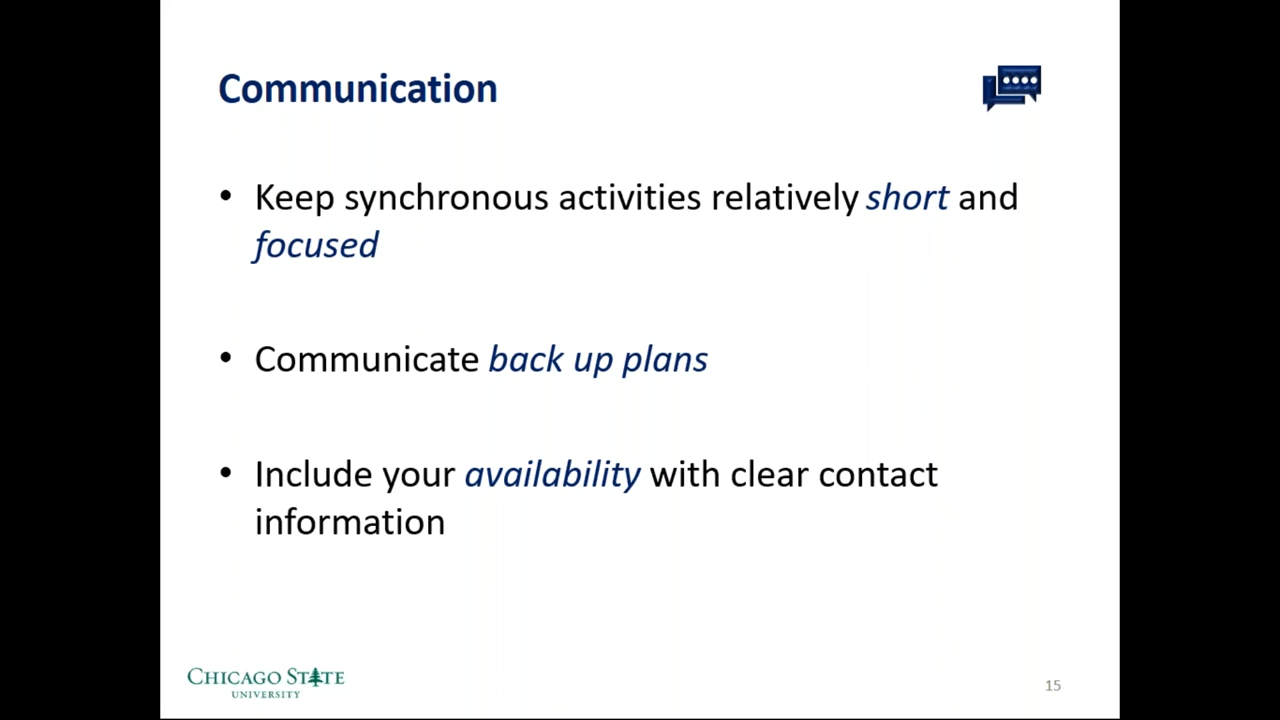 Communication
• Keep synchronous activities relatively short and
focused
• Communicate back up plans
• Include your availability with clear contact
information
CHICAGO STATE
UNIVERSITY
15